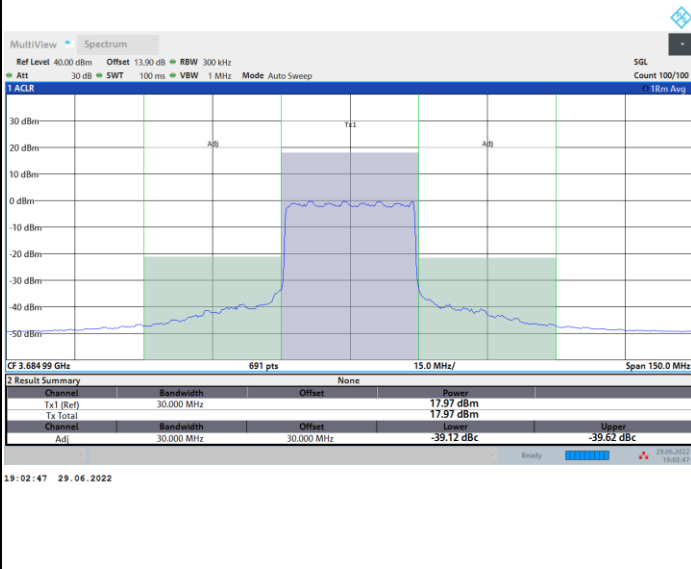 MultiView Spectrum
Ref Level 40.00 dBm Offset 13.90 dB RBW 300 kHz SGL
Att 30 dB SWT 100 ms VBW 1 MHz Mode Auto Sweep Count 100/100
1 ACLR 1Rm Avg
30 dBm
Tx1
20 dBm
Adj Adj
10 dBm
0 dBm
-10 dBm
-20 dBm
-30 dBm
-40 dBm
-50 dBm
CF 3.684 99 GHz 691 pts 15.0 MHz/ Span 150.0 MHz
2 Result Summary None
Channel Bandwidth Offset Power
Tx1 (Ref) 30.000 MHz 17.97 dBm
Tx Total 17.97 dBm
Channel Bandwidth Offset Lower Upper
Adj 30.000 MHz 30.000 MHz -39.12 dBc -39.62 dBc
Ready 29.06.2022
19:02:47
19:02:47 29.06.2022